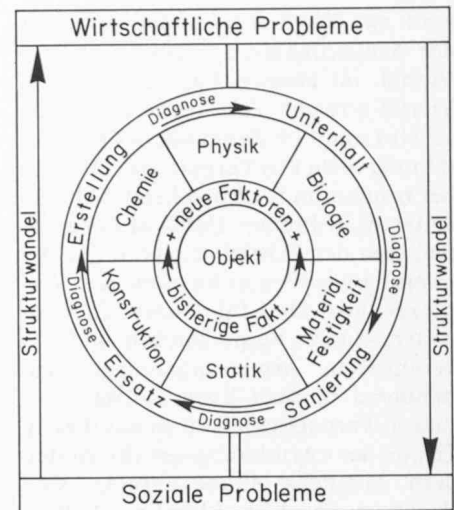 Wirtschaftliche Probleme
Strukturwandel
Diagnose
Erstellung
Unterhalt
Physik
Chemie
Biologie
+ neue Faktoren +
Diagnose
Objekt
bisherige Fakt.
Konstruktion
Material
Festigkeit
Diagnose
Statik
Ersatz
Sanierung
Diagnose
Strukturwandel
Soziale Probleme